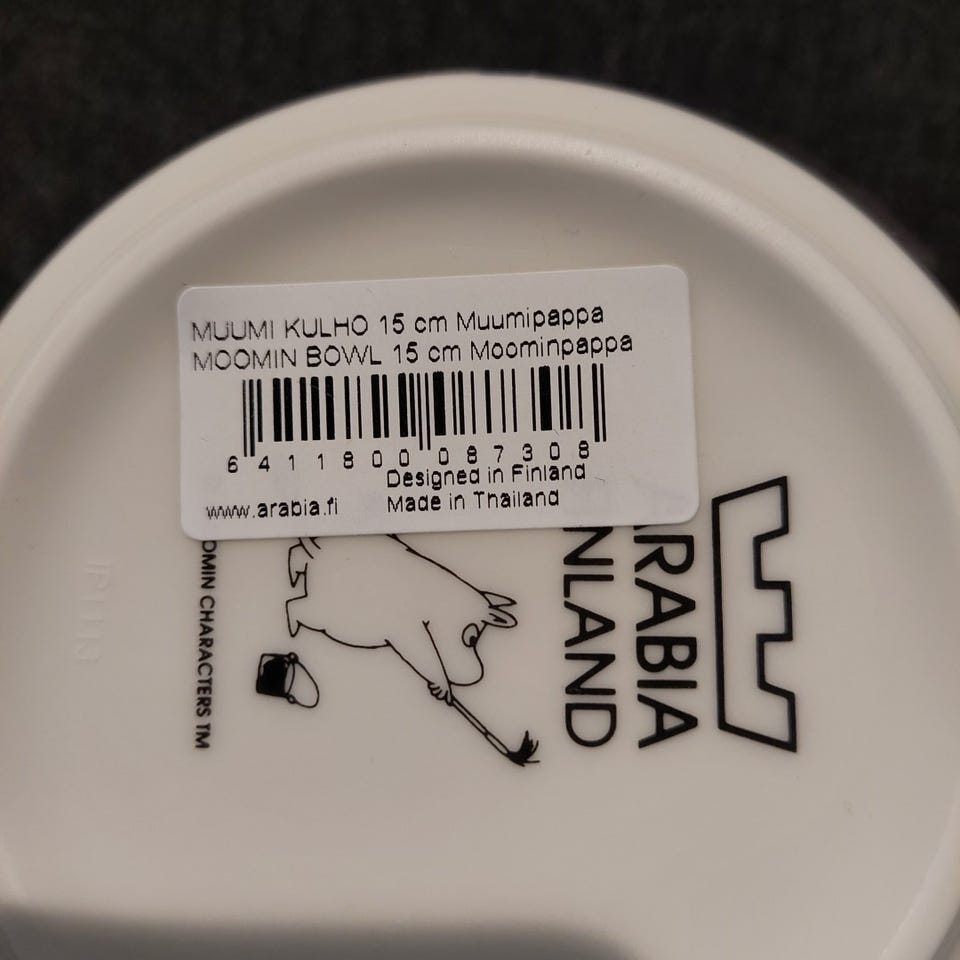 MUUMI KULHO 15 cm Muumipappa
MOOMIN BOWL 15 cm Moominpappa
6 411800 087308
Designed in Finland
www.arabia.fi Made in Thailand
ARABIA
NLAND
OMIN CHARACTERS TM